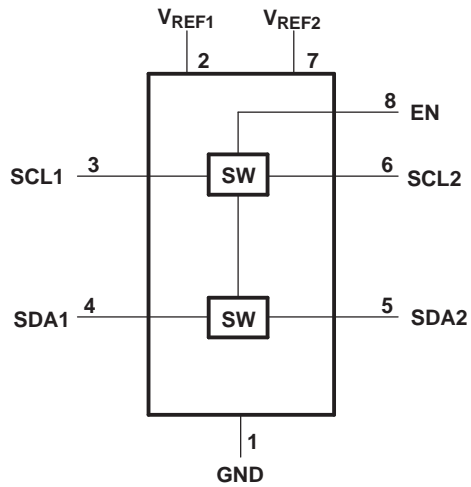 VREF1 VREF2
2 7
8 EN
SCL1 3 SW 6 SCL2
SDA1 4 SW 5 SDA2
1
GND